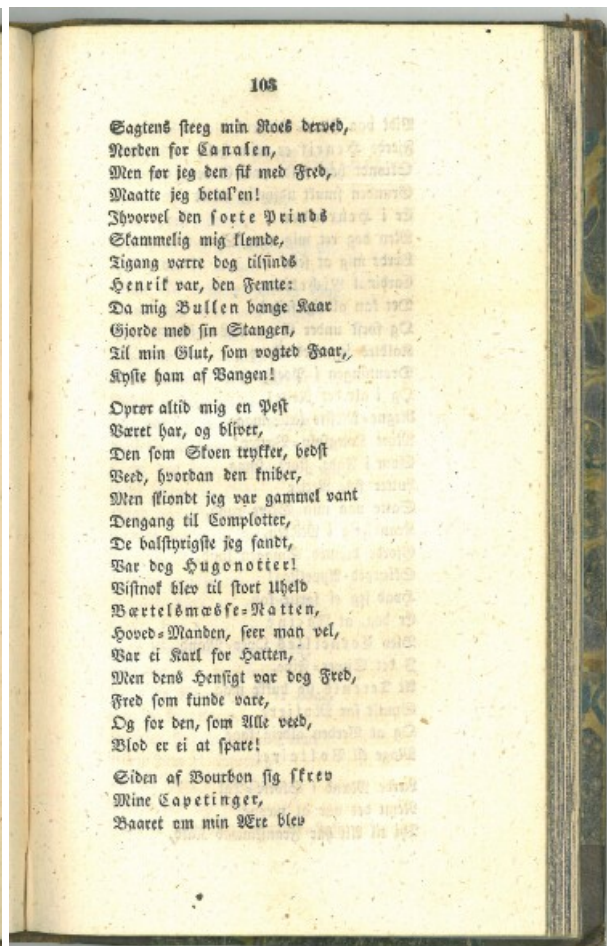 103
Sagtens steeg min Roes derved,
Norden for Canalen,
Men før jeg den fik med Fred,
Maatte jeg betal'en!
Ihvorvel den sorte Prinds
Skammelig mig klemde,
Tigang værre dog tilsinds
Henrik var, den Femte:
Da mig Bullen bange Kaar
Gjorde med sin Stangen,
Til min Glut, som vogted Faar,
Kyste ham af Vangen!
Oprør altid mig en Pest
Været har, og bliver,
Den som Skoen trykker, bedst
Veed, hvordan den kniber,
Men skiondt jeg var gammel vant
Dengang til Complotter,
De balstyrigste jeg fandt,
Var dog Hugonotter!
Vistnok blev til stort Uheld
Bærtelsmæsse-Natten,
Hoved-Manden, seer man vel,
Var ei Karl for Hatten,
Men dens Hensigt var dog Fred,
Fred som kunde vare,
Og for den, som Alle veed,
Blod er ei at spare!
Siden af Bourbon sig skrev
Mine Capetinger,
Baaret om min Ære blev